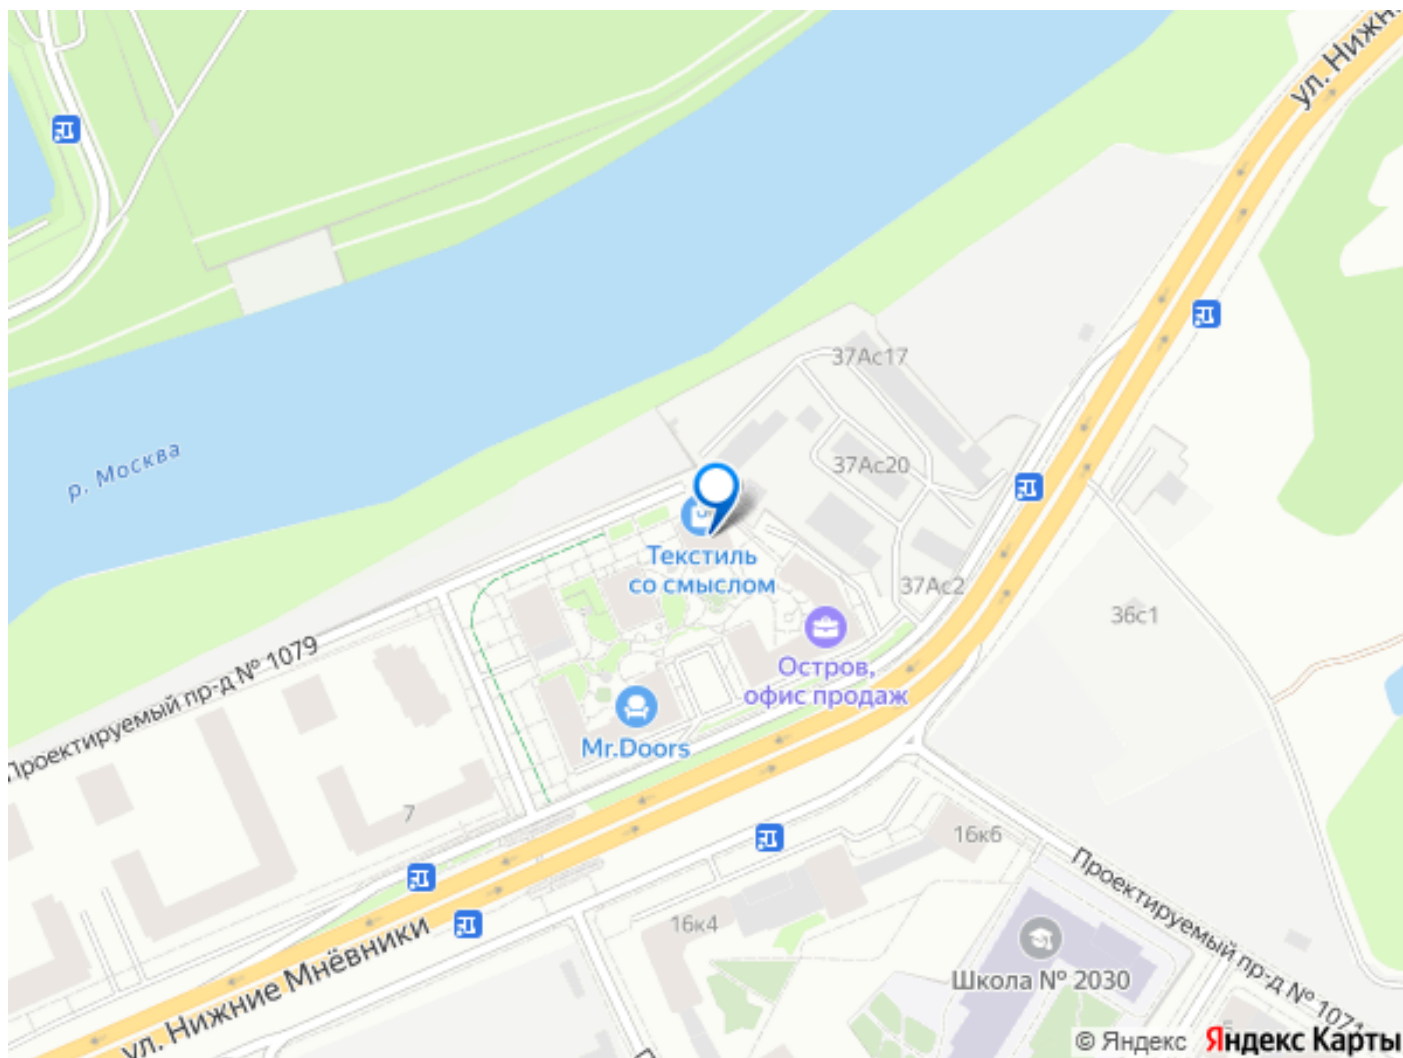 ул. Нижн
37Ас17
р. Москва
37Ас20
Текстиль
со смыслом
37Ас2
36с1
Проектируемый пр-д № 1079
Остров,
офис продаж
Mr.Doors
7
16к6
Проектируемый пр-д № 1071
16к4
ул. Нижние Мнёвники
Школа № 2030
© Яндекс Яндекс Карты